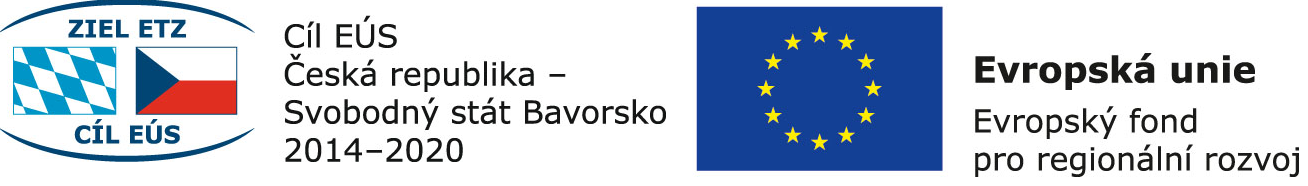 ZIEL ETZ
CÍL EÚS
Cíl EÚS
Česká republika –
Svobodný stát Bavorsko
2014–2020
Evropská unie
Evropský fond
pro regionální rozvoj